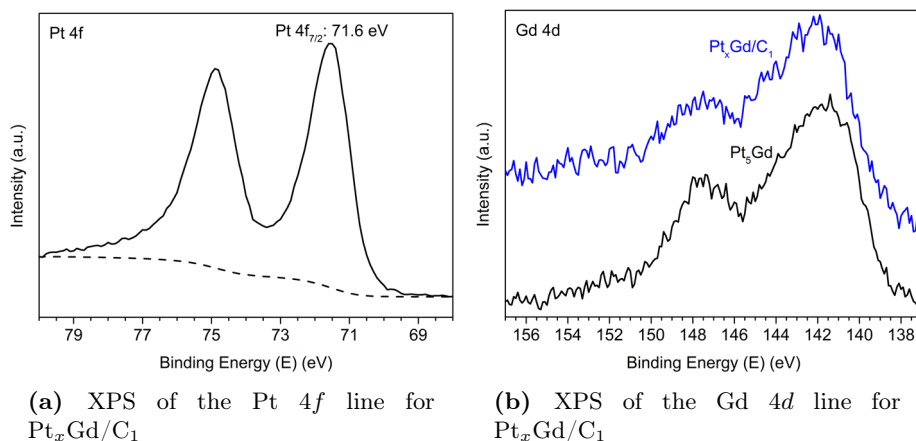 Pt 4f
Pt 4f7/2: 71.6 eV
Intensity (a.u.)
79 77 75 73 71 69
Binding Energy (E) (eV)
(a) XPS of the Pt 4f line for
PtxGd/C1
Gd 4d
PtxGd/C1
Pt5Gd
Intensity (a.u.)
156 154 152 150 148 146 144 142 140 138
Binding Energy (E) (eV)
(b) XPS of the Gd 4d line for
PtxGd/C1